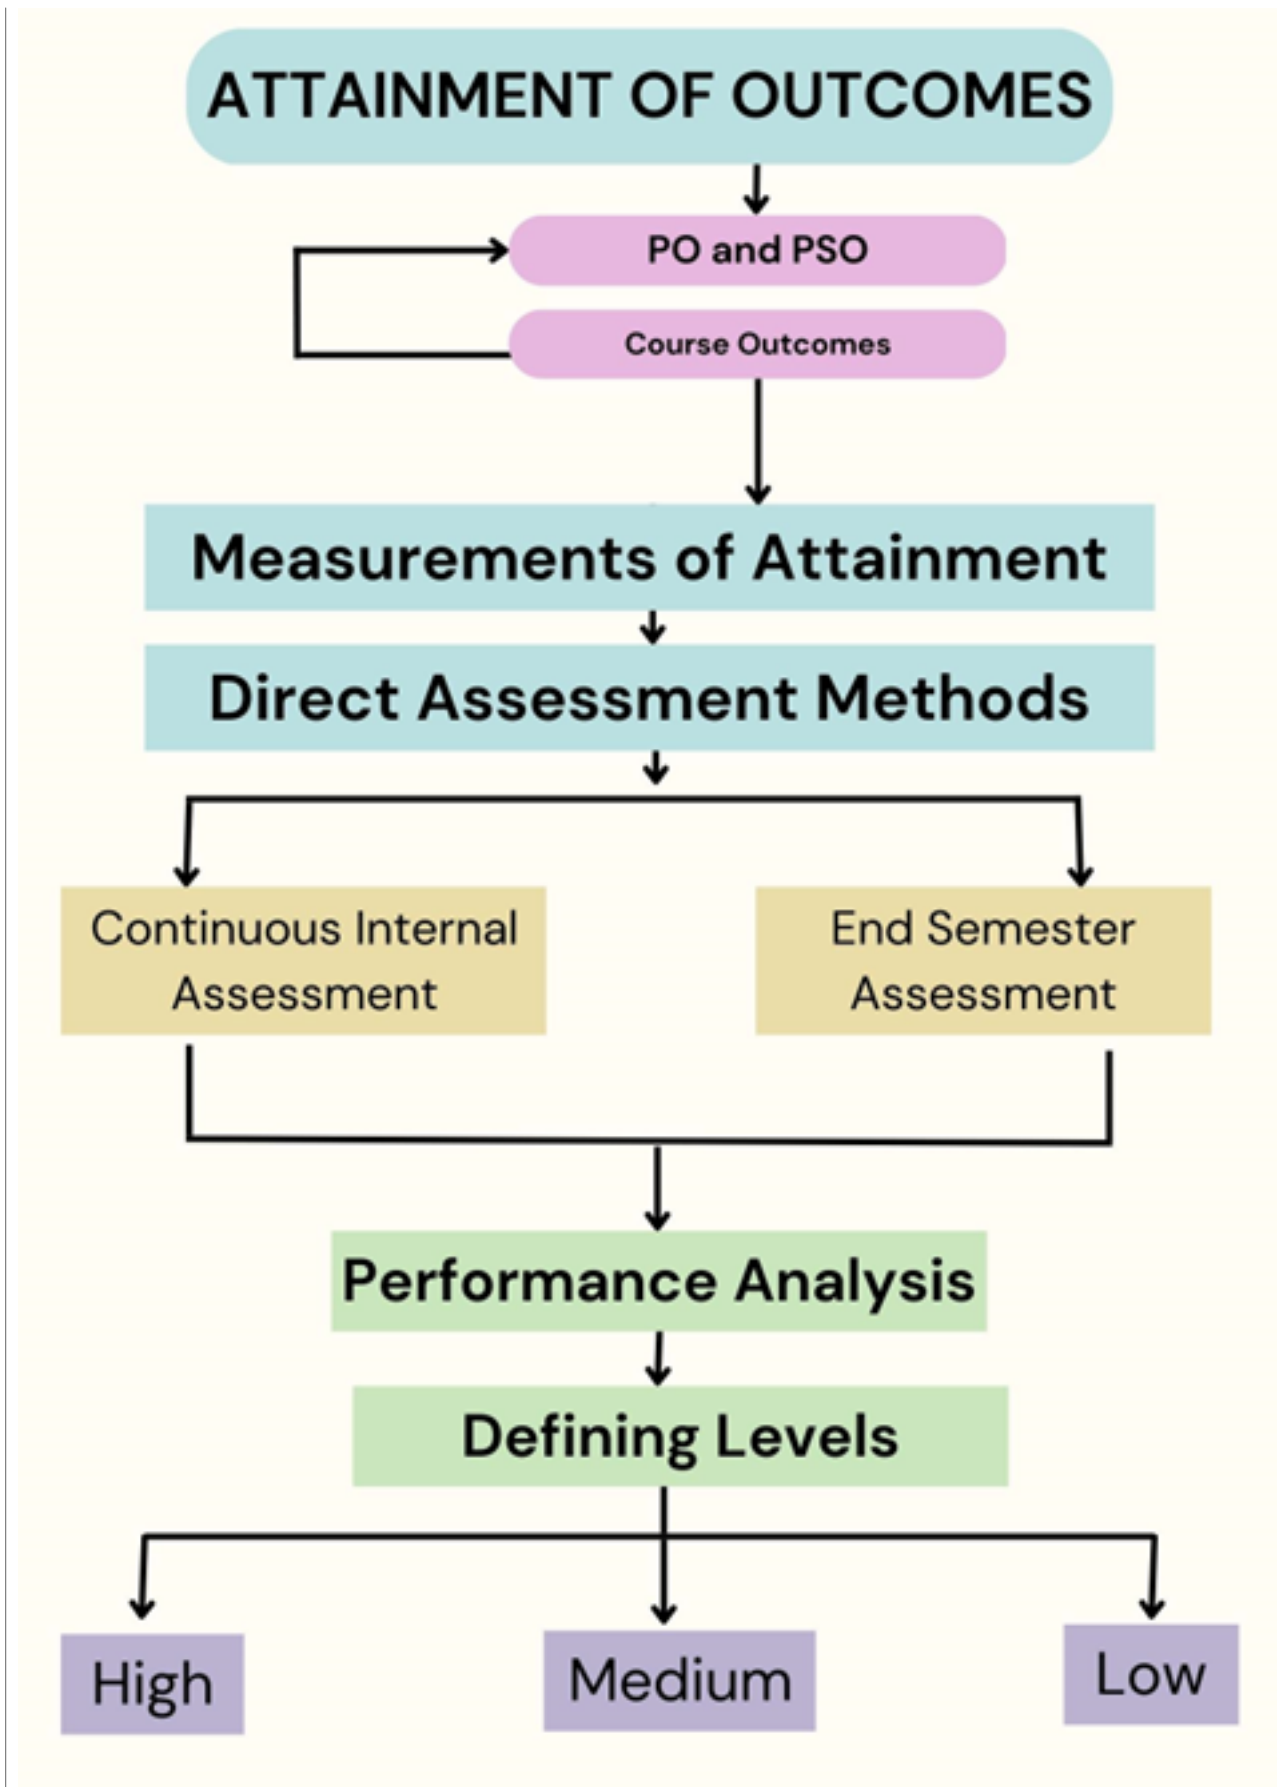 ATTAINMENT OF OUTCOMES
PO and PSO
Course Outcomes
Measurements of Attainment
Direct Assessment Methods
Continuous Internal
Assessment
End Semester
Assessment
Performance Analysis
Defining Levels
High
Medium
Low